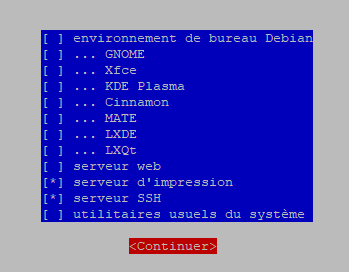 [ ] environnement de bureau Debian
[ ] ... GNOME
[ ] ... Xfce
[ ] ... KDE Plasma
[ ] ... Cinnamon
[ ] ... MATE
[ ] ... LXDE
[ ] ... LXQt
[ ] serveur web
[*] serveur d'impression
[*] serveur SSH
[ ] utilitaires usuels du système
<Continuer>